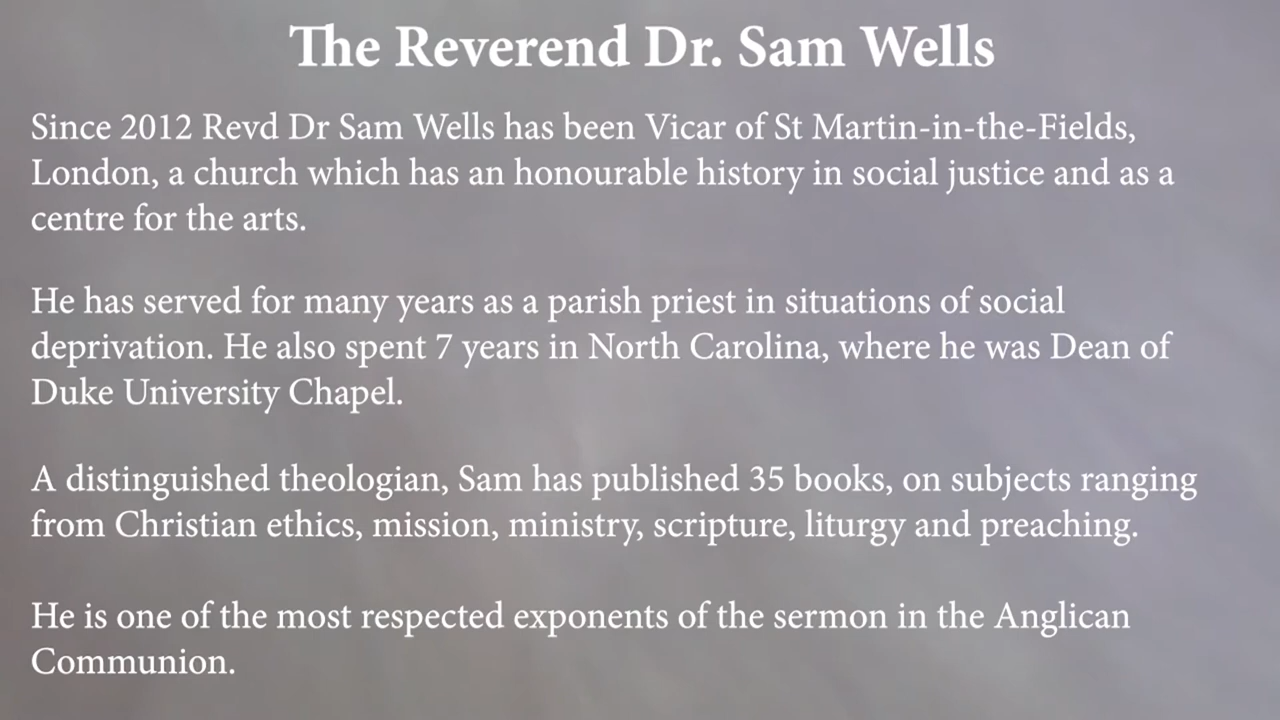 The Reverend Dr. Sam Wells
Since 2012 Revd Dr Sam Wells has been Vicar of St Martin-in-the-Fields,
London, a church which has an honourable history in social justice and as a
centre for the arts.
He has served for many years as a parish priest in situations of social
deprivation. He also spent 7 years in North Carolina, where he was Dean of
Duke University Chapel.
A distinguished theologian, Sam has published 35 books, on subjects ranging
from Christian ethics, mission, ministry, scripture, liturgy and preaching.
He is one of the most respected exponents of the sermon in the Anglican
Communion.